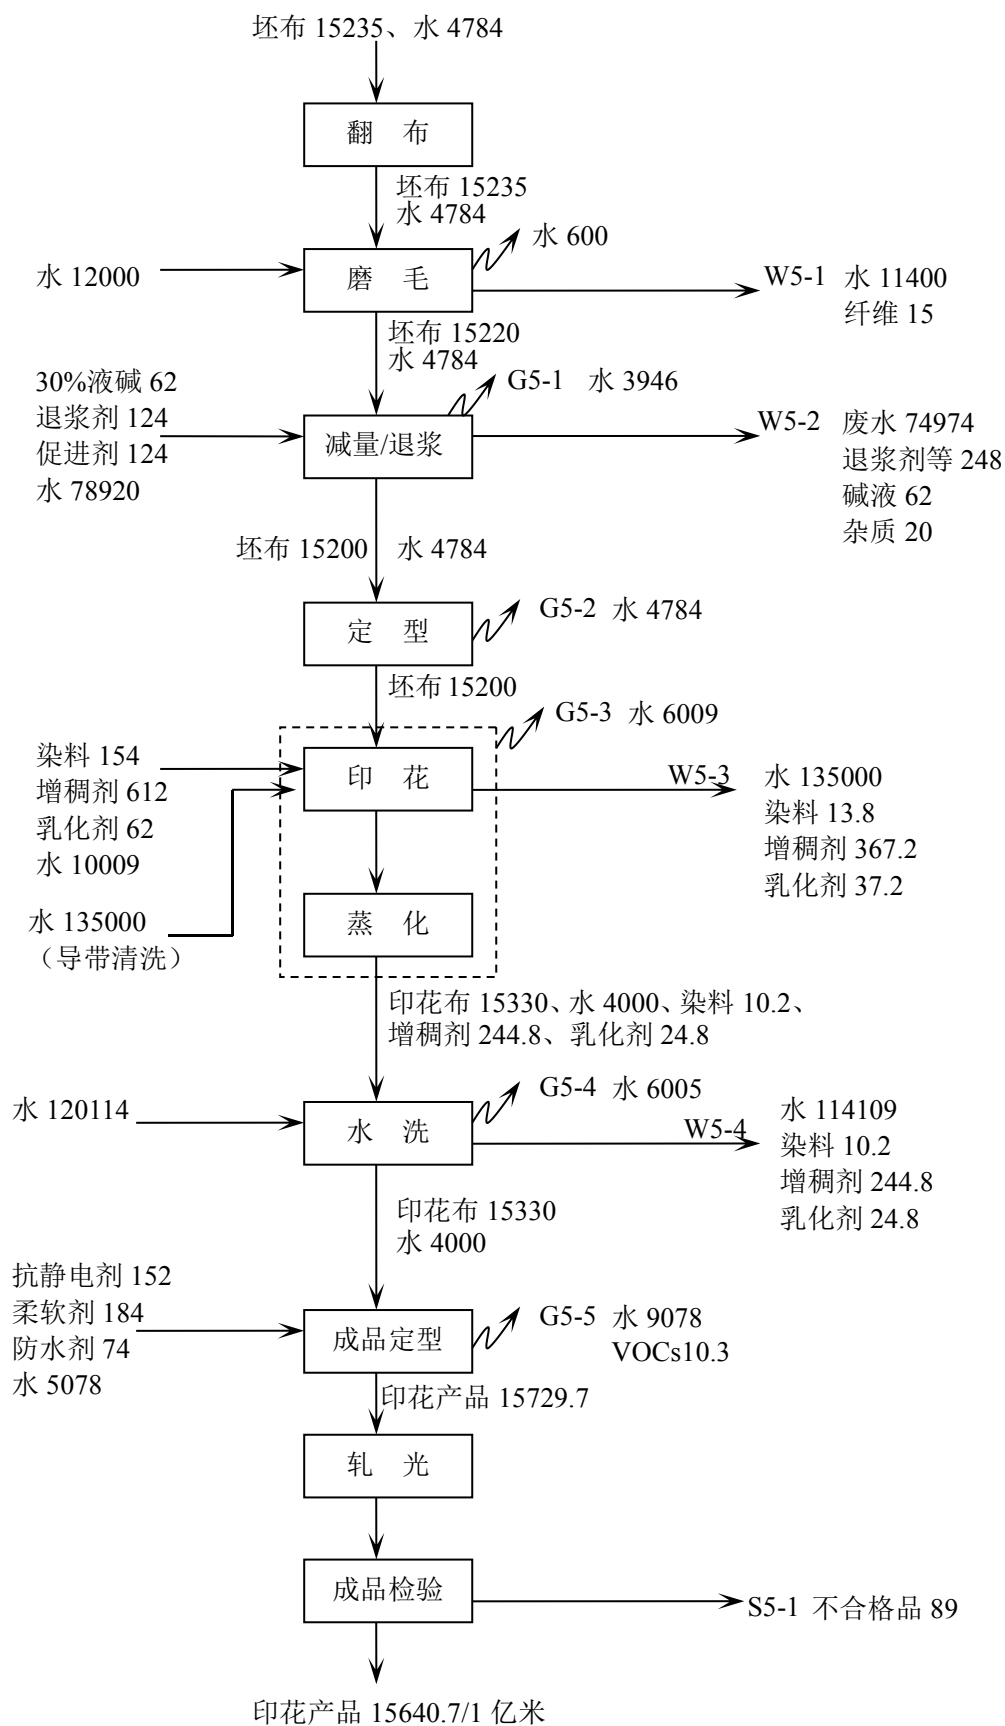 坯布 15235、水 4784
翻 布
坯布 15235
水 4784
水 600
水 12000
磨 毛
W5-1 水 11400
纤维 15
坯布 15220
水 4784
30%液碱 62
退浆剂 124
促进剂 124
水 78920
G5-1 水 3946
减量/退浆
W5-2 废水 74974
退浆剂等 248
碱液 62
杂质 20
坯布 15200 水 4784
定 型
G5-2 水 4784
坯布 15200
G5-3 水 6009
染料 154
增稠剂 612
乳化剂 62
水 10009
印 花
W5-3 水 135000
染料 13.8
增稠剂 367.2
乳化剂 37.2
水 135000
（导带清洗）
蒸 化
印花布 15330、水 4000、染料 10.2、
增稠剂 244.8、乳化剂 24.8
水 120114
水 洗
G5-4 水 6005
W5-4 水 114109
染料 10.2
增稠剂 244.8
乳化剂 24.8
印花布 15330
水 4000
抗静电剂 152
柔软剂 184
防水剂 74
水 5078
成品定型
G5-5 水 9078
VOCs10.3
印花产品 15729.7
轧 光
成品检验
S5-1 不合格品 89
印花产品 15640.7/1 亿米